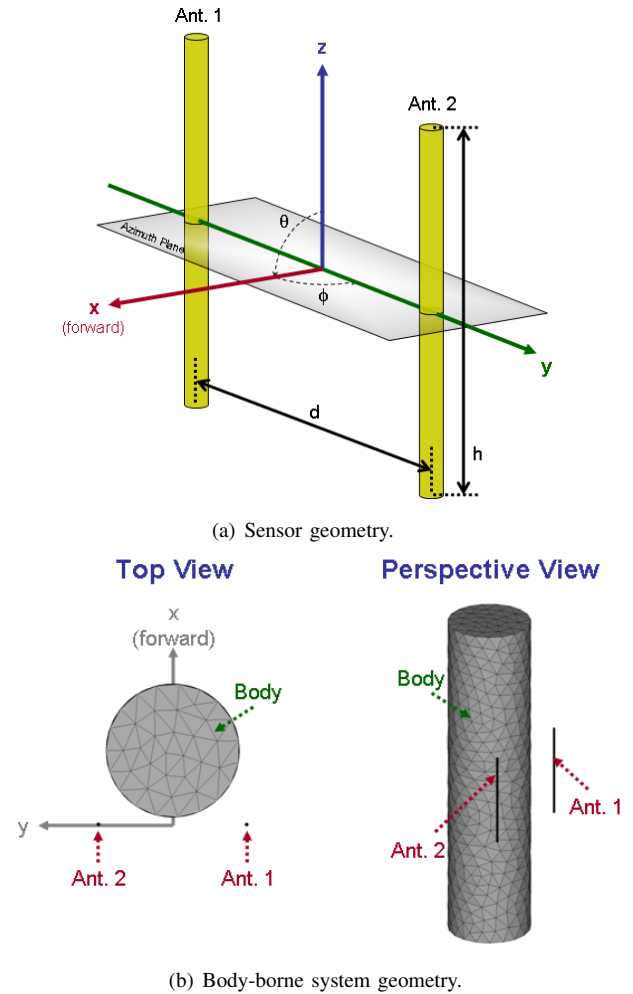 Ant. 1
z
Ant. 2
θ
Azimuth Plane
ϕ
x
(forward)
y
d
h
(a) Sensor geometry.
Top View
Perspective View
x
(forward)
Body
Body
y
Ant. 1
Ant. 2
Ant. 2
Ant. 1
(b) Body-borne system geometry.